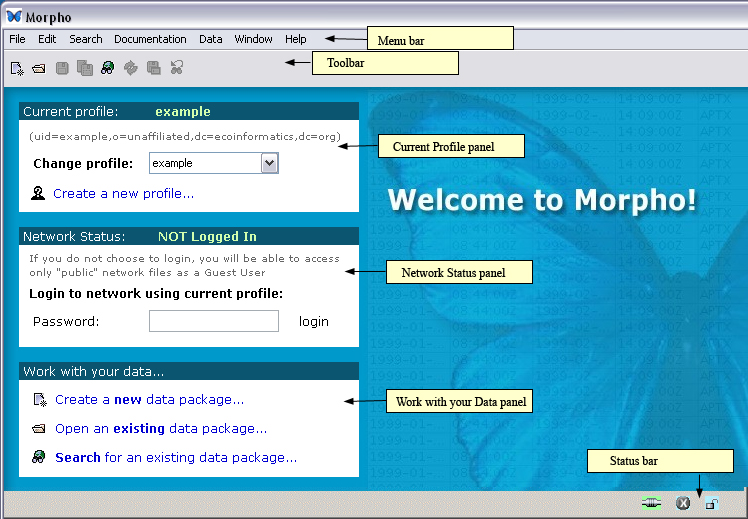 Morpho
File Edit Search Documentation Data Window Help
Menu bar
Toolbar
Current profile: example
(uid=example,o=unaffiliated,dc=ecoinformatics,dc=org)
Change profile: example
Create a new profile...
Current Profile panel
Welcome to Morpho!
Network Status: NOT Logged In
If you do not choose to login, you will be able to access
only "public" network files as a Guest User
Login to network using current profile:
Password: login
Network Status panel
Work with your data...
Create a new data package...
Open an existing data package...
Search for an existing data package...
Work with your Data panel
Status bar